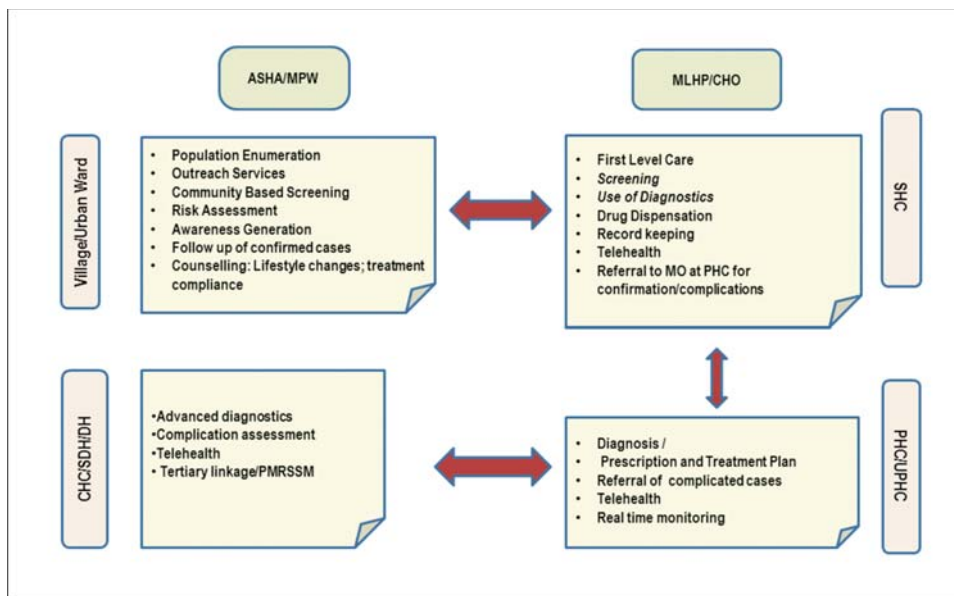 ASHA/MPW
MLHP/CHO
Village/Urban Ward
• Population Enumeration
• Outreach Services
• Community Based Screening
• Risk Assessment
• Awareness Generation
• Follow up of confirmed cases
• Counselling: Lifestyle changes; treatment
compliance
• First Level Care
• Screening
• Use of Diagnostics
• Drug Dispensation
• Record keeping
• Telehealth
• Referral to MO at PHC for
confirmation/complications
SHC
CHC/SDH/DH
•Advanced diagnostics
•Complication assessment
•Telehealth
• Tertiary linkage/PMRSSM
• Diagnosis /
• Prescription and Treatment Plan
• Referral of complicated cases
• Telehealth
• Real time monitoring
PHC/UPHC